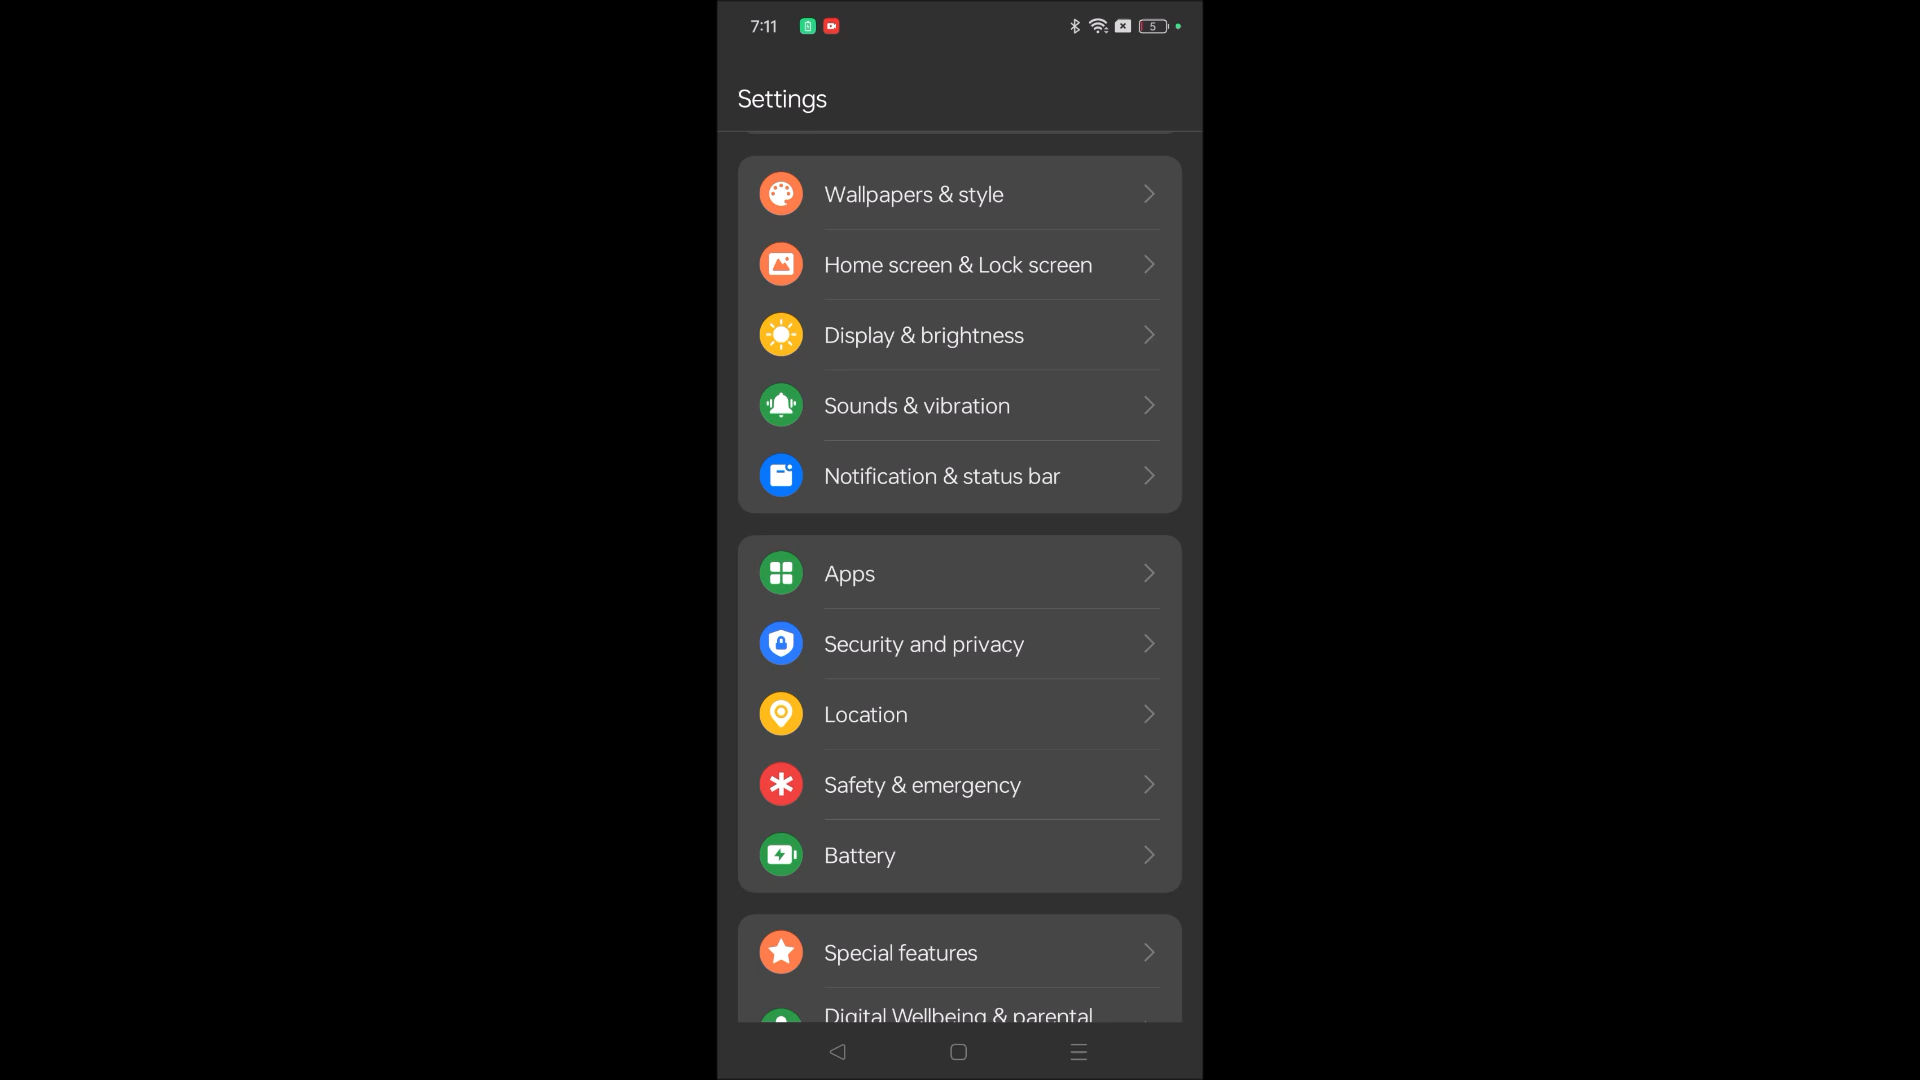 7:11
5
Settings
Wallpapers & style
Home screen & Lock screen
Display & brightness
Sounds & vibration
Notification & status bar
Apps
Security and privacy
Location
Safety & emergency
Battery
Special features
Digital Wellbeing & parental